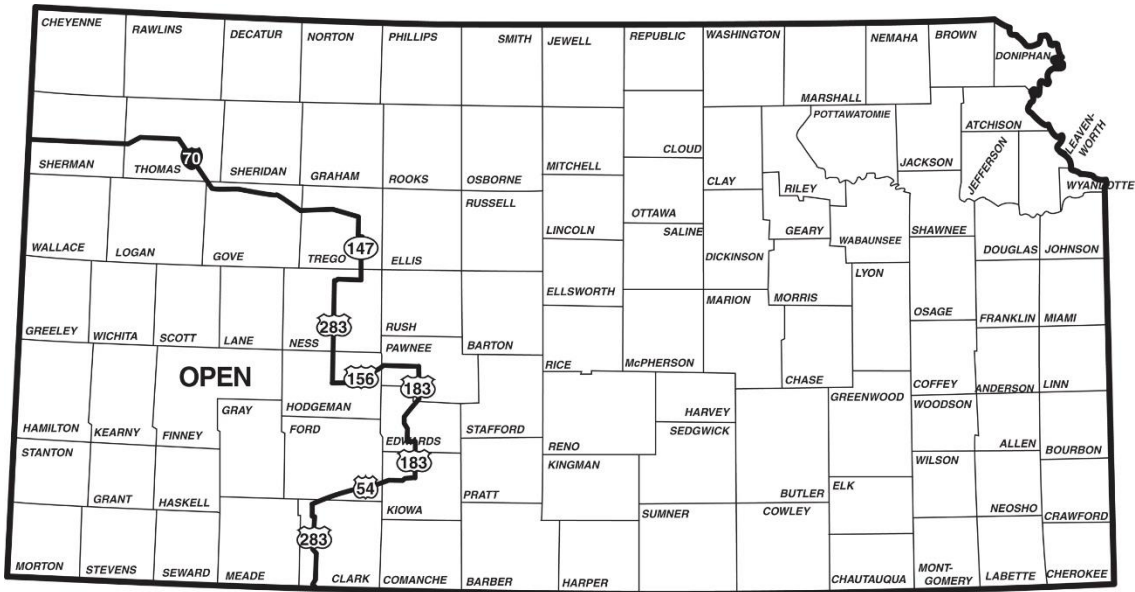 CHEYENNE
RAWLINS
DECATUR
NORTON
PHILLIPS
SMITH
JEWELL
REPUBLIC
WASHINGTON
MARSHALL
NEMAHA
BROWN
DONIPHAN
SHERMAN
THOMAS
70
SHERIDAN
GRAHAM
ROOKS
OSBORNE
MITCHELL
CLOUD
CLAY
RILEY
POTTAWATOMIE
JACKSON
ATCHISON
JEFFERSON
LEAVEN-
WORTH
WYANDOTTE
WALLACE
LOGAN
GOVE
TREGO
147
ELLIS
RUSSELL
LINCOLN
OTTAWA
SALINE
DICKINSON
GEARY
WABAUNSEE
SHAWNEE
DOUGLAS
JOHNSON
GREELEY
WICHITA
SCOTT
LANE
NESS
283
RUSH
BARTON
ELLSWORTH
RICE
McPHERSON
MARION
MORRIS
CHASE
LYON
OSAGE
FRANKLIN
MIAMI
OPEN
HAMILTON
KEARNY
FINNEY
GRAY
HODGEMAN
156
PAWNEE
183
EDWARDS
STAFFORD
RENO
HARVEY
SEDGWICK
BUTLER
GREENWOOD
COFFEY
ANDERSON
LINN
WOODSON
ALLEN
BOURBON
STANTON
GRANT
HASKELL
FORD
54
183
KIOWA
PRATT
KINGMAN
SUMNER
COWLEY
ELK
WILSON
NEOSHO
CRAWFORD
MORTON
STEVENS
SEWARD
MEADE
283
CLARK
COMANCHE
BARBER
HARPER
CHAUTAUQUA
MONT-
GOMERY
LABETTE
CHEROKEE